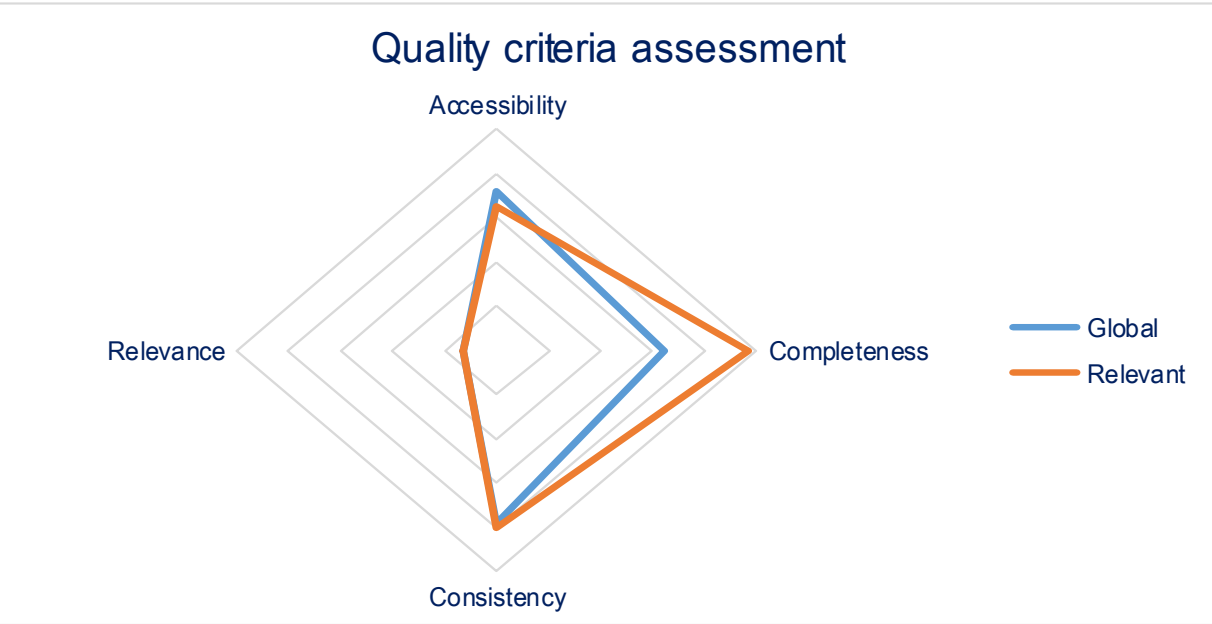 Quality criteria assessment
Accessibility
Relevance
Completeness
Global
Relevant
Consistency